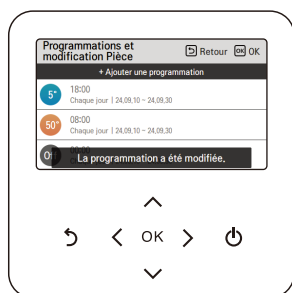 Programmations et
modification Pièce
Retour
OK OK
+ Ajouter une programmation
5°
18:00
Chaque jour | 24,09,10 ~ 24,09,30
50°
08:00
Chaque jour | 24,09,10 ~ 24,09,30
La programmation a été modifiée.
OK